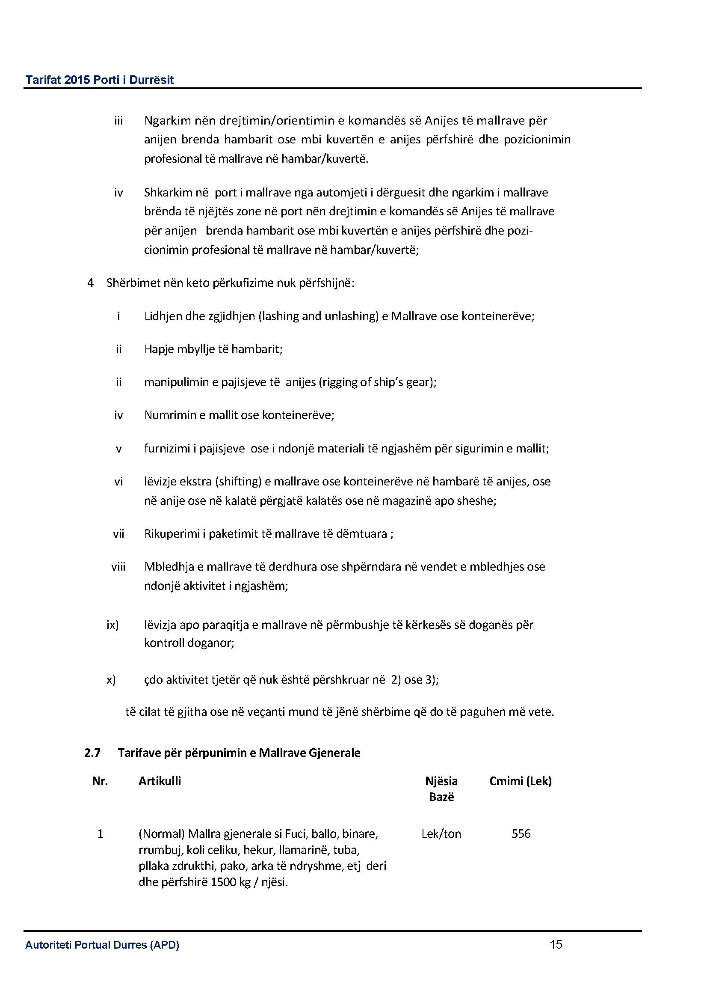 Tarifat 2015 Porti i Durrësit
iii Ngarkim nën drejtimin/orientimin e komandës së Anijes të mallrave për
anijen brenda hambarit ose mbi kuvertën e anijes përfshirë dhe pozicionimin
profesional të mallrave në hambar/kuvertë.
iv Shkarkim në port i mallrave nga automjeti i dërguesit dhe ngarkim i mallrave
brënda të njëjtës zone në port nën drejtimin e komandës së Anijes të mallrave
për anijen brenda hambarit ose mbi kuvertën e anijes përfshirë dhe pozi-
cionimin profesional të mallrave në hambar/kuvertë;
4 Shërbimet nën keto përkufizime nuk përfshijnë:
i Lidhjen dhe zgjidhjen (lashing and unlashing) e Mallrave ose konteinerëve;
ii Hapje mbyllje të hambarit;
ii manipulimin e pajisjeve të anijes (rigging of ship's gear);
iv Numrimin e mallit ose konteinerëve;
v furnizimi i pajisjeve ose i ndonjë materiali të ngjashëm për sigurimin e mallit;
vi lëvizje ekstra (shifting) e mallrave ose konteinerëve në hambarë të anijes, ose
në anije ose në kalatë përgjatë kalatës ose në magazinë apo sheshe;
vii Rikuperimi i paketimit të mallrave të dëmtuara ;
viii Mbledhja e mallrave të derdhura ose shpërndara në vendet e mbledhjes ose
ndonjë aktivitet i ngjashëm;
ix) lëvizja apo paraqitja e mallrave në përmbushje të kërkesës së doganës për
kontroll doganor;
x) çdo aktivitet tjetër që nuk është përshkruar në 2) ose 3);
të cilat të gjitha ose në veçanti mund të jënë shërbime që do të paguhen më vete.
2.7 Tarifave për përpunimin e Mallrave Gjenerale
Nr. Artikulli Njësia Cmimi (Lek)
Bazë
1 (Normal) Mallra gjenerale si Fuci, ballo, binare, Lek/ton 556
rrumbuj, koli celiku, hekur, llamarinë, tuba,
pllaka zdrukthi, pako, arka të ndryshme, etj deri
dhe përfshirë 1500 kg / njësi.
Autoriteti Portual Durres (APD) 15